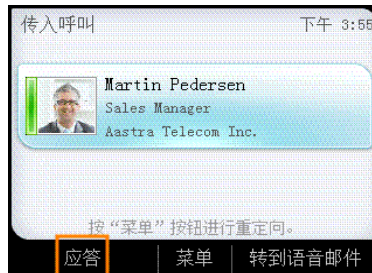 传入呼叫 下午 3:55
Martin Pedersen
Sales Manager
Aastra Telecom Inc.
按“菜单”按钮进行重定向。
应答 菜单 转到语音邮件